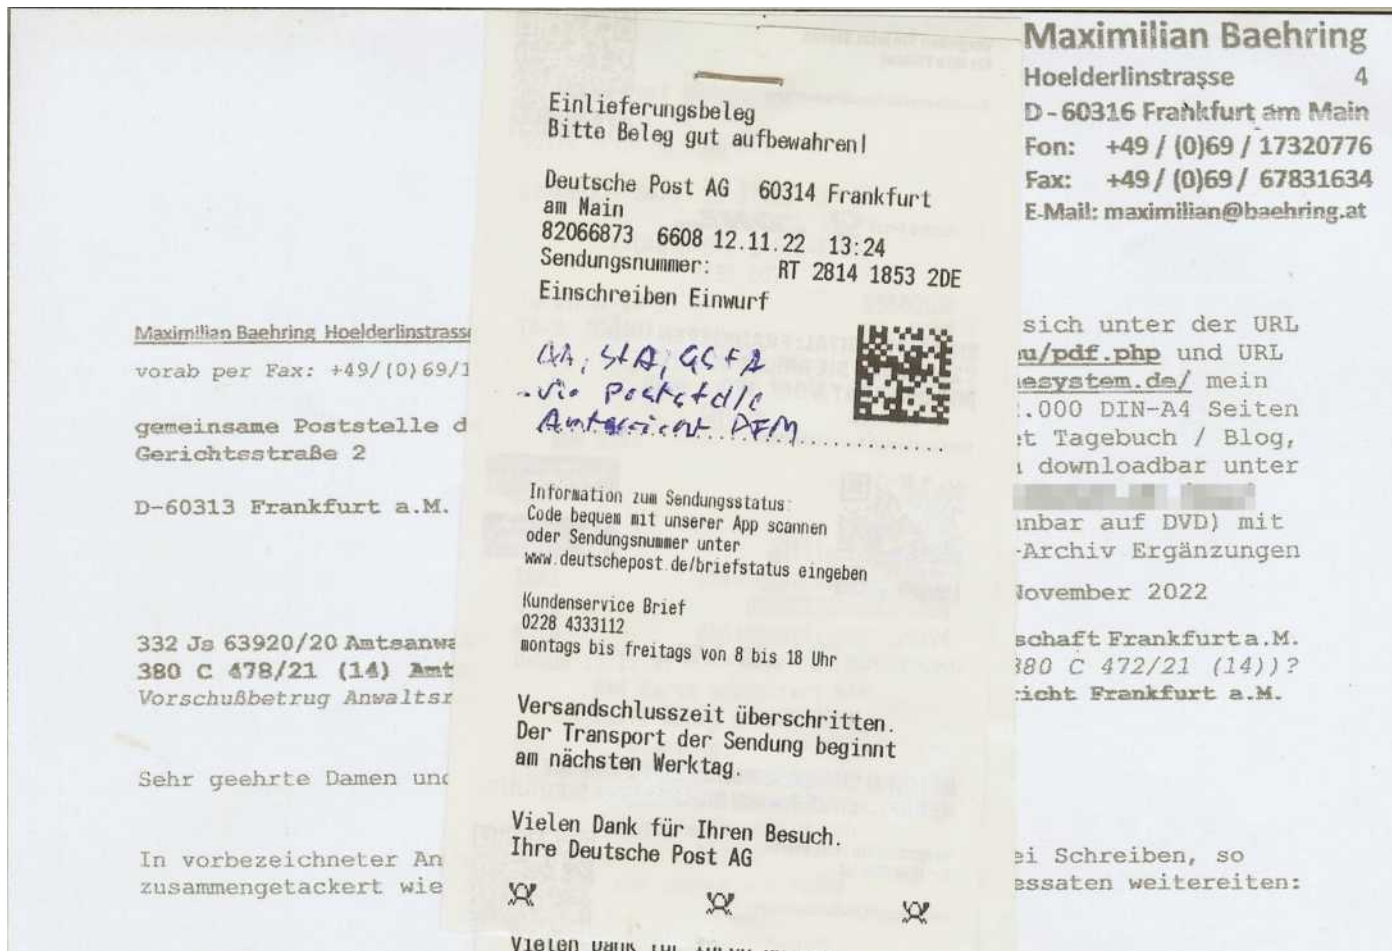 Maximilian Baehring
Hoelderlinstrasse 4
D - 60316 Frankfurt am Main
Fon: +49 / (0)69 / 17320776
Fax: +49 / (0)69 / 67831634
E-Mail: maximilian@baehring.at
Einlieferungsbeleg
Bitte Beleg gut aufbewahren!
Deutsche Post AG 60314 Frankfurt
am Main
82066873 6608 12.11.22 13:24
Sendungsnummer: RT 2814 1853 2DE
Einschreiben Einwurf
AA, StA, GStA
via
Information zum Sendungsstatus:
Code bequem mit unserer App scannen
oder Sendungsnummer unter
www.deutschepost.de/briefstatus eingeben
Kundenservice Brief
0228 4333112
montags bis freitags von 8 bis 18 Uhr
Versandschlusszeit überschritten.
Der Transport der Sendung beginnt
am nächsten Werktag.
Vielen Dank für Ihren Besuch.
Ihre Deutsche Post AG
Maximilian Baehring Hoelderlinstrasse
vorab per Fax: +49/(0)69/1
gemeinsame Poststelle d
Gerichtsstraße 2
D-60313 Frankfurt a.M.
332 Js 63920/20 Amtsanwa
380 C 478/21 (14) Amt
Vorschußbetrug Anwaltsr
Sehr geehrte Damen und
In vorbezeichneter An
zusammengetackert wie
sich unter der URL
u/pdf.php und URL
esystem.de/ mein
.000 DIN-A4 Seiten
t Tagebuch / Blog,
downloadbar unter
nnbar auf DVD) mit
-Archiv Ergänzungen
November 2022
schaft Frankfurt a.M.
380 C 472/21 (14))?
icht Frankfurt a.M.
ei Schreiben, so
essaten weitereiten: